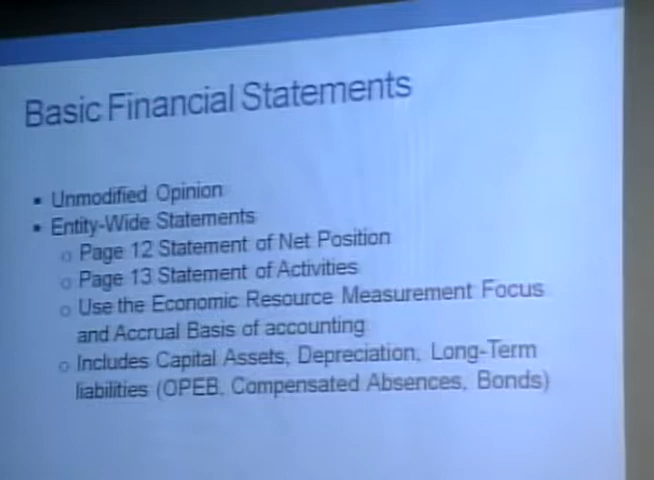 Basic Financial Statements
▪ Unmodified Opinion
▪ Entity-Wide Statements
o Page 12 Statement of Net Position
o Page 13 Statement of Activities
o Use the Economic Resource Measurement Focus
and Accrual Basis of accounting
o Includes Capital Assets, Depreciation, Long-Term
liabilities (OPEB, Compensated Absences, Bonds)